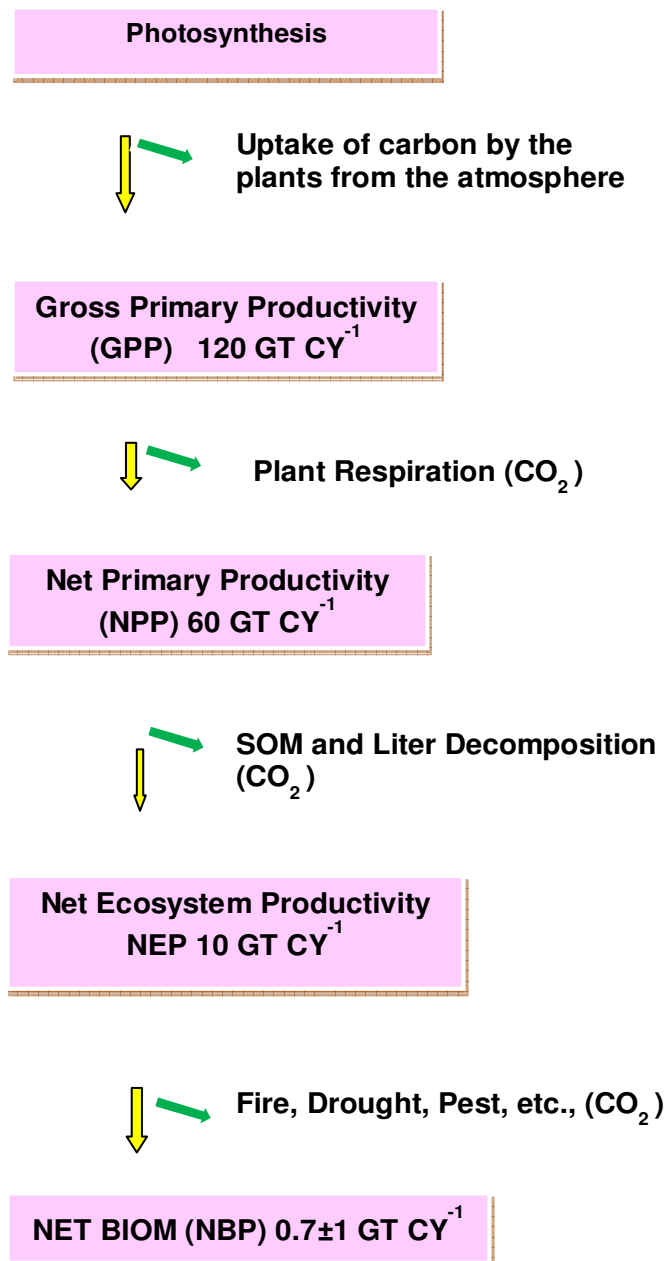 Photosynthesis
Uptake of carbon by the
plants from the atmosphere
Gross Primary Productivity
(GPP) 120 GT CY⁻¹
Plant Respiration (CO₂)
Net Primary Productivity
(NPP) 60 GT CY⁻¹
SOM and Liter Decomposition
(CO₂)
Net Ecosystem Productivity
NEP 10 GT CY⁻¹
Fire, Drought, Pest, etc., (CO₂)
NET BIOM (NBP) 0.7±1 GT CY⁻¹